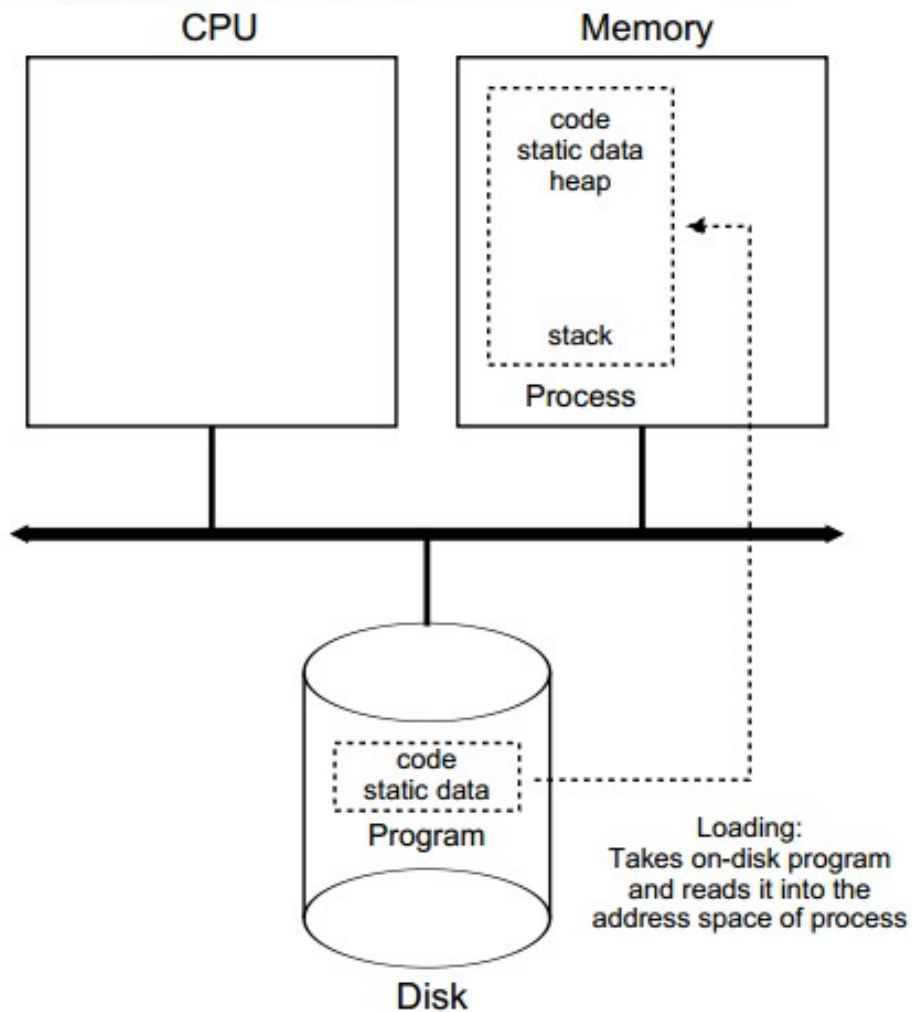 CPU
Memory
code
static data
heap
stack
Process
code
static data
Program
Loading:
Takes on-disk program
and reads it into the
address space of process
Disk